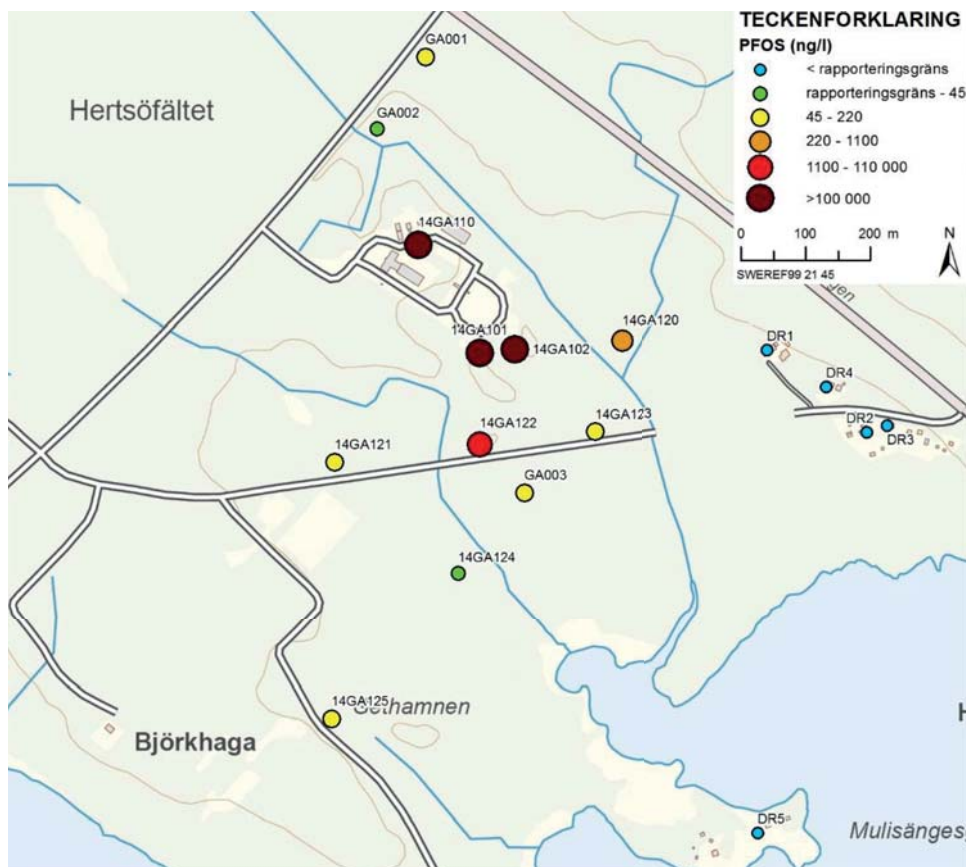 TECKENFORKLARING
PFOS (ng/l)
< rapporteringsgräns
rapporteringsgräns - 45
45 - 220
220 - 1100
1100 - 110 000
>100 000
0 100 200 m
N
SWEREF99 21 45
GA001
Hertsöfältet
GA002
14GA110
14GA101
14GA102
14GA120
DR1
DR4
DR2
DR3
14GA122
14GA123
14GA121
GA003
14GA124
14GA125
Björkhaga
DR5